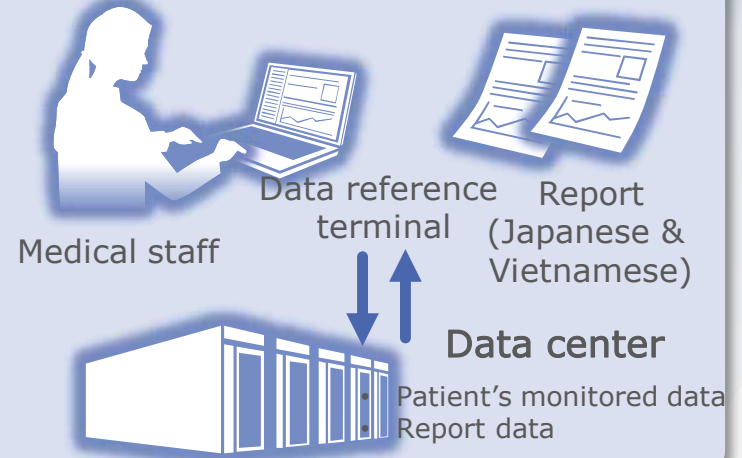 Data reference
terminal
Report
(Japanese &
Vietnamese)
Medical staff
Data center
• Patient's monitored data
• Report data